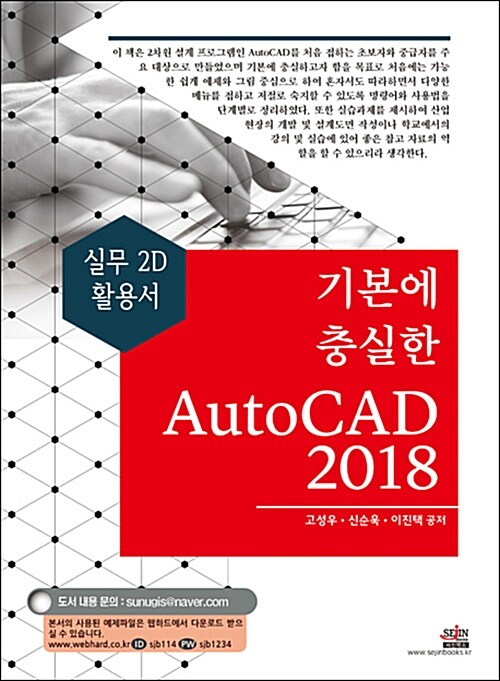 이 책은 2차원 설계 프로그램인 AutoCAD를 처음 접하는 초보자와 중급자를 주
요 대상으로 만들었으며 기본에 충실하고자 함을 목표로 처음에는 가능
한 쉽게 예제와 그림 중심으로 하여 혼자서도 따라하면서 다양한
메뉴를 접하고 저절로 숙지할 수 있도록 명령어와 사용법을
단계별로 정리하였다. 또한 실습과제를 제시하여 산업
현장의 개발 및 설계도면 작성이나 학교에서의
강의 및 실습에 있어 좋은 참고 자료의 역
할을 할 수 있으리라 생각한다.
실무 2D
활용서
기본에
충실한
AutoCAD
2018
고성우 • 신순욱 • 이진택 공저
도서 내용 문의 : sunugis@naver.com
본서의 사용된 예제파일은 웹하드에서 다운로드 받으
실 수 있습니다.
www.webhard.co.kr ID sjb114 PW sjb1234
SEJIN
www.sejinbooks.kr